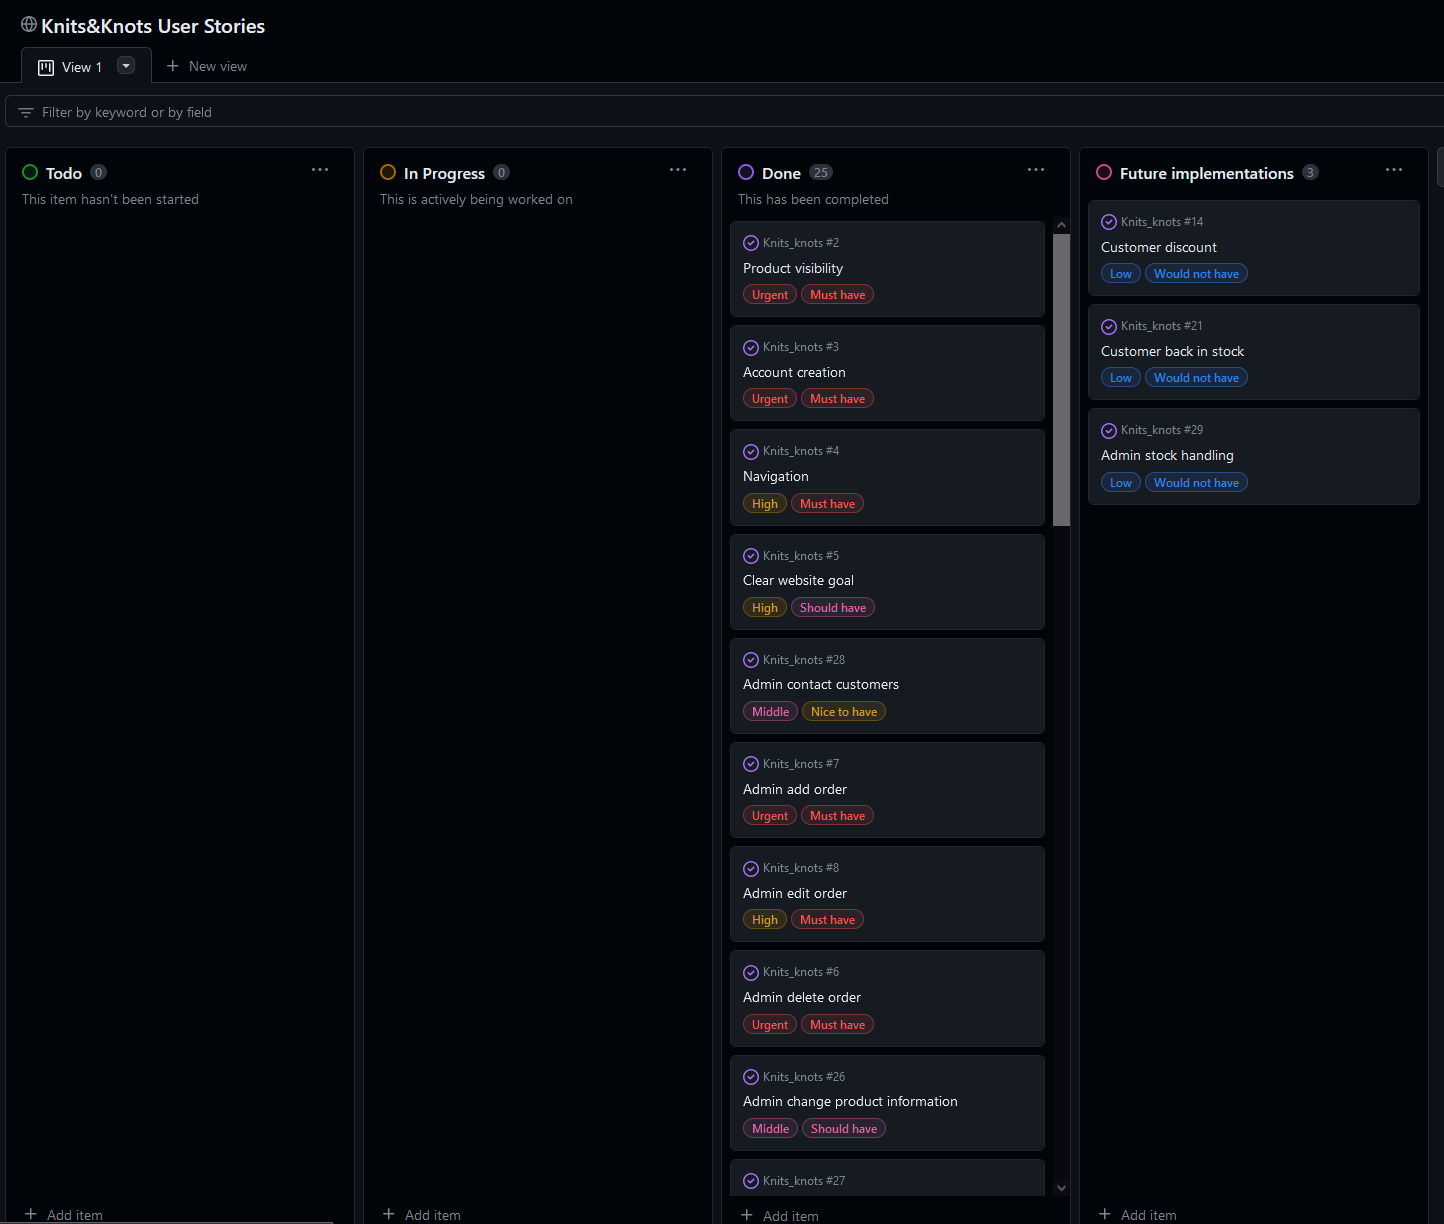 Knits&Knots User Stories
View 1
New view
Filter by keyword or by field
Todo 0
This item hasn't been started
Add item
In Progress 0
This is actively being worked on
Add item
Done 25
This has been completed
Knits_knots #2
Product visibility
Urgent Must have
Knits_knots #3
Account creation
Urgent Must have
Knits_knots #4
Navigation
High Must have
Knits_knots #5
Clear website goal
High Should have
Knits_knots #28
Admin contact customers
Middle Nice to have
Knits_knots #7
Admin add order
Urgent Must have
Knits_knots #8
Admin edit order
High Must have
Knits_knots #6
Admin delete order
Urgent Must have
Knits_knots #26
Admin change product information
Middle Should have
Knits_knots #27
Add item
Future implementations 3
Knits_knots #14
Customer discount
Low Would not have
Knits_knots #21
Customer back in stock
Low Would not have
Knits_knots #29
Admin stock handling
Low Would not have
Add item